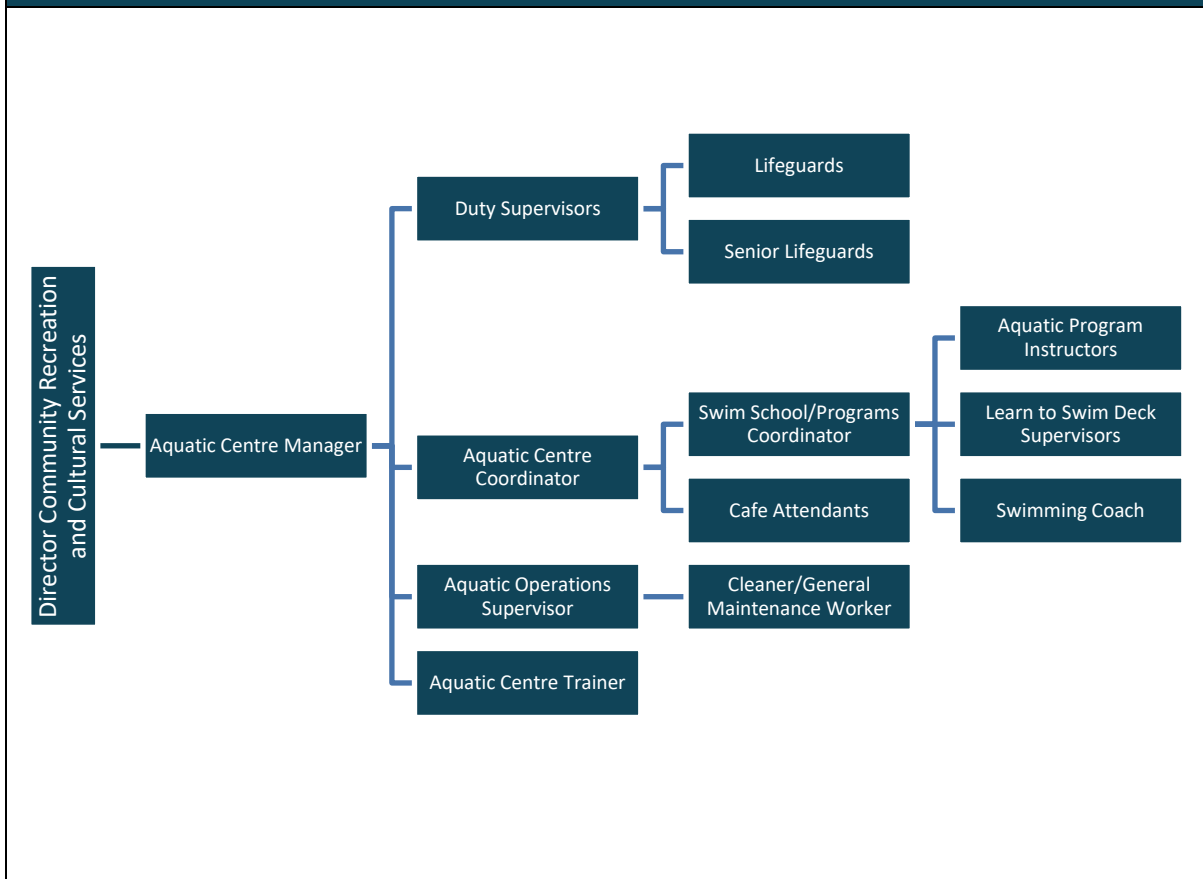 Director Community Recreation
and Cultural Services
Aquatic Centre Manager
Duty Supervisors
Lifeguards
Senior Lifeguards
Aquatic Centre
Coordinator
Swim School/Programs
Coordinator
Aquatic Program
Instructors
Learn to Swim Deck
Supervisors
Swimming Coach
Cafe Attendants
Aquatic Operations
Supervisor
Cleaner/General
Maintenance Worker
Aquatic Centre Trainer